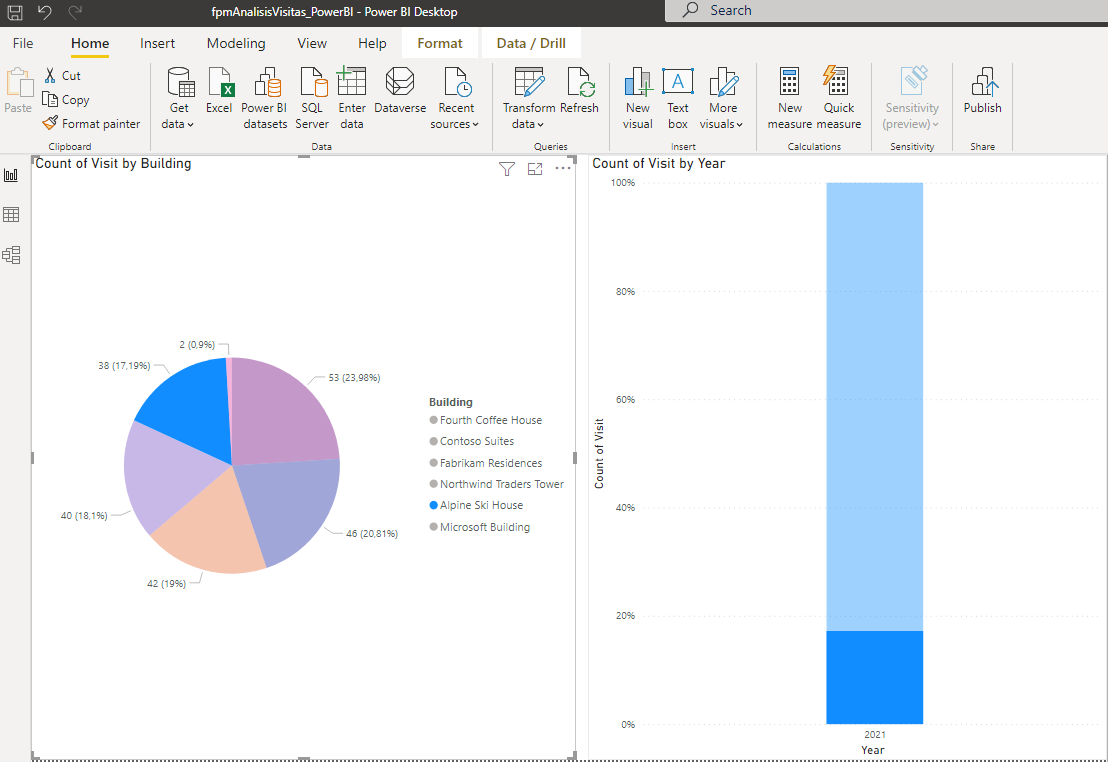 fpmAnalisisVisitas_PowerBI - Power BI Desktop
Search
File Home Insert Modeling View Help Format Data / Drill
Paste
Cut
Copy
Format painter
Clipboard
Get data
Excel
Power BI datasets
SQL Server
Enter data
Dataverse
Recent sources
Data
Transform data
Refresh
Queries
New visual
Text box
More visuals
Insert
New measure
Quick measure
Calculations
Sensitivity (preview)
Sensitivity
Publish
Share
Count of Visit by Building
2 (0,9%)
38 (17,19%)
53 (23,98%)
40 (18,1%)
46 (20,81%)
42 (19%)
Building
Fourth Coffee House
Contoso Suites
Fabrikam Residences
Northwind Traders Tower
Alpine Ski House
Microsoft Building
Count of Visit by Year
100%
80%
60%
40%
20%
0%
Count of Visit
2021
Year